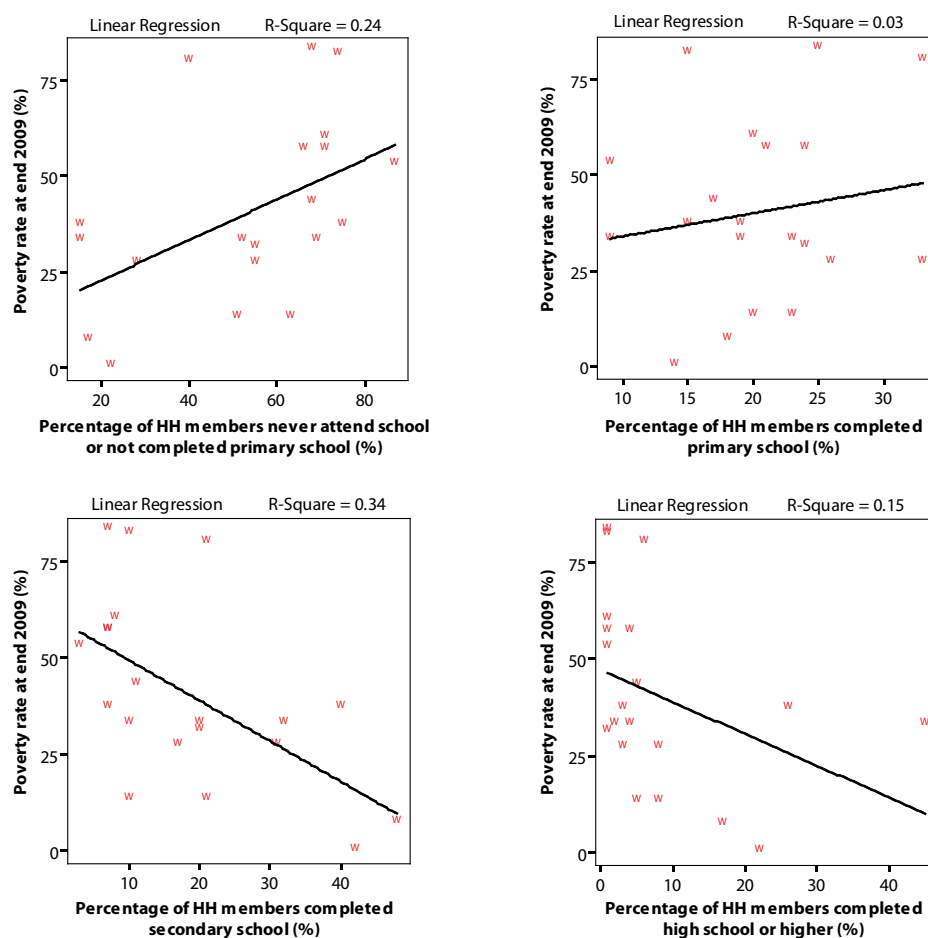 Linear Regression R-Square = 0.24
Poverty rate at end 2009 (%)
75
50
25
0
20 40 60 80
Percentage of HH members never attend school
or not completed primary school (%)
Linear Regression R-Square = 0.03
Poverty rate at end 2009 (%)
75
50
25
0
10 15 20 25 30
Percentage of HH members completed
primary school (%)
Linear Regression R-Square = 0.34
Poverty rate at end 2009 (%)
75
50
25
0
10 20 30 40
Percentage of HH members completed
secondary school (%)
Linear Regression R-Square = 0.15
Poverty rate at end 2009 (%)
75
50
25
0
0 10 20 30 40
Percentage of HH members completed
high school or higher (%)